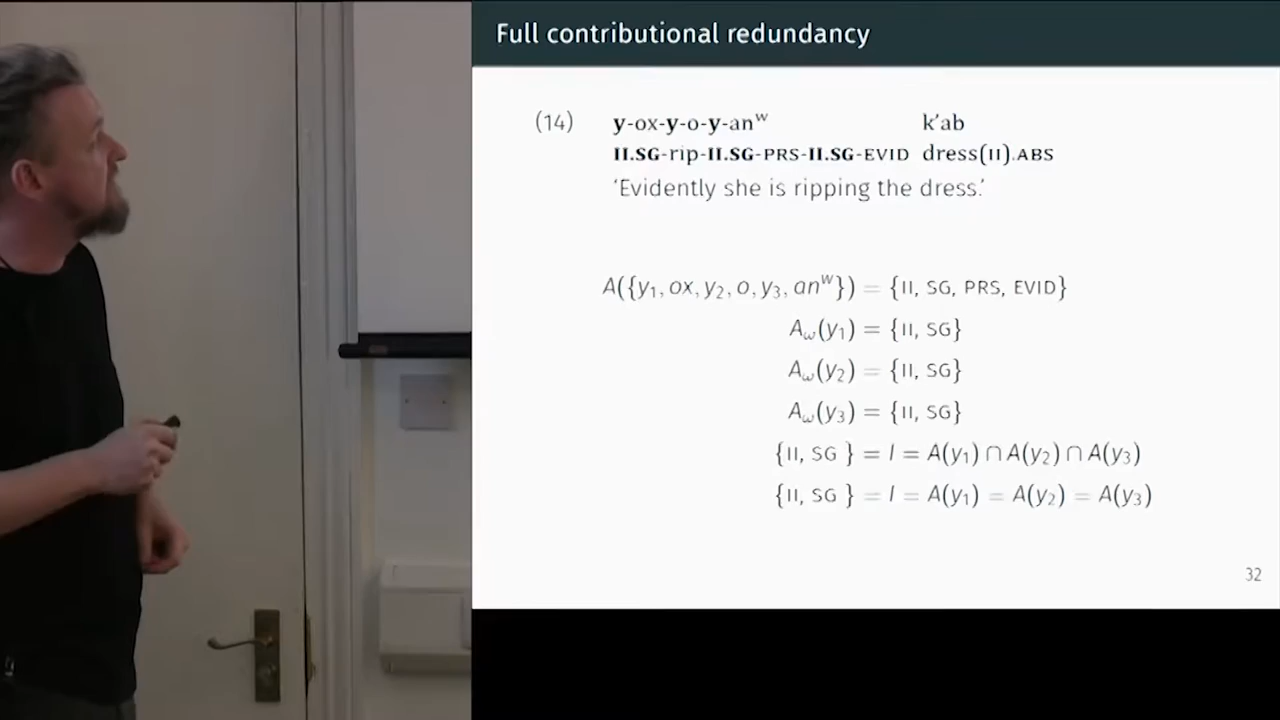 Full contributional redundancy
(14) y-ox-y-o-y-anʷ k'ab
II.SG-rip-II.SG-PRS-II.SG-EVID dress(II).ABS
‘Evidently she is ripping the dress.’
A({y₁, ox, y₂, o, y₃, anʷ}) = {II, SG, PRS, EVID}
A_ω(y₁) = {II, SG}
A_ω(y₂) = {II, SG}
A_ω(y₃) = {II, SG}
{II, SG } = I = A(y₁) ∩ A(y₂) ∩ A(y₃)
{II, SG } = I = A(y₁) = A(y₂) = A(y₃)
32